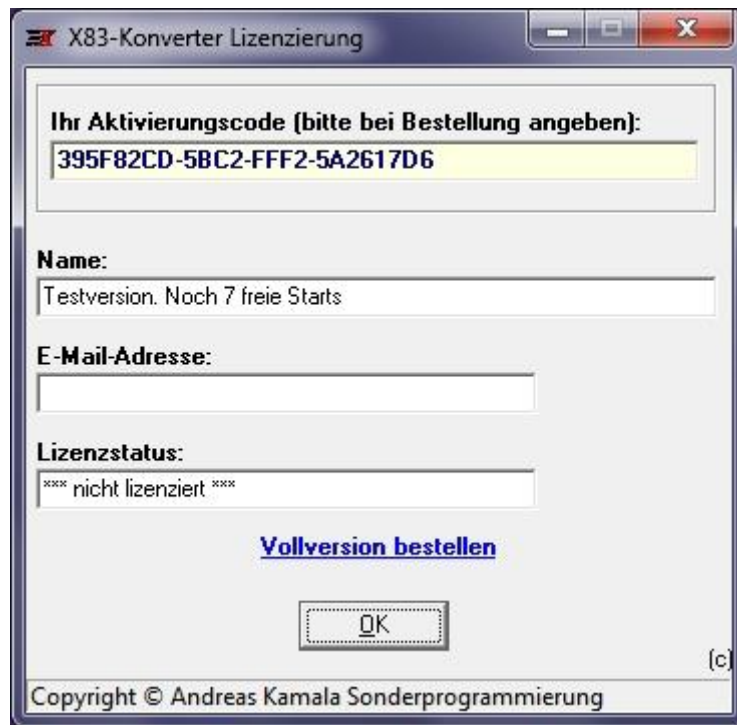 X83-Konverter Lizenzierung
Ihr Aktivierungscode (bitte bei Bestellung angeben):
395F82CD-5BC2-FFF2-5A2617D6
Name:
Testversion. Noch 7 freie Starts
E-Mail-Adresse:
Lizenzstatus:
*** nicht lizenziert ***
Vollversion bestellen
OK
(c)
Copyright © Andreas Kamala Sonderprogrammierung